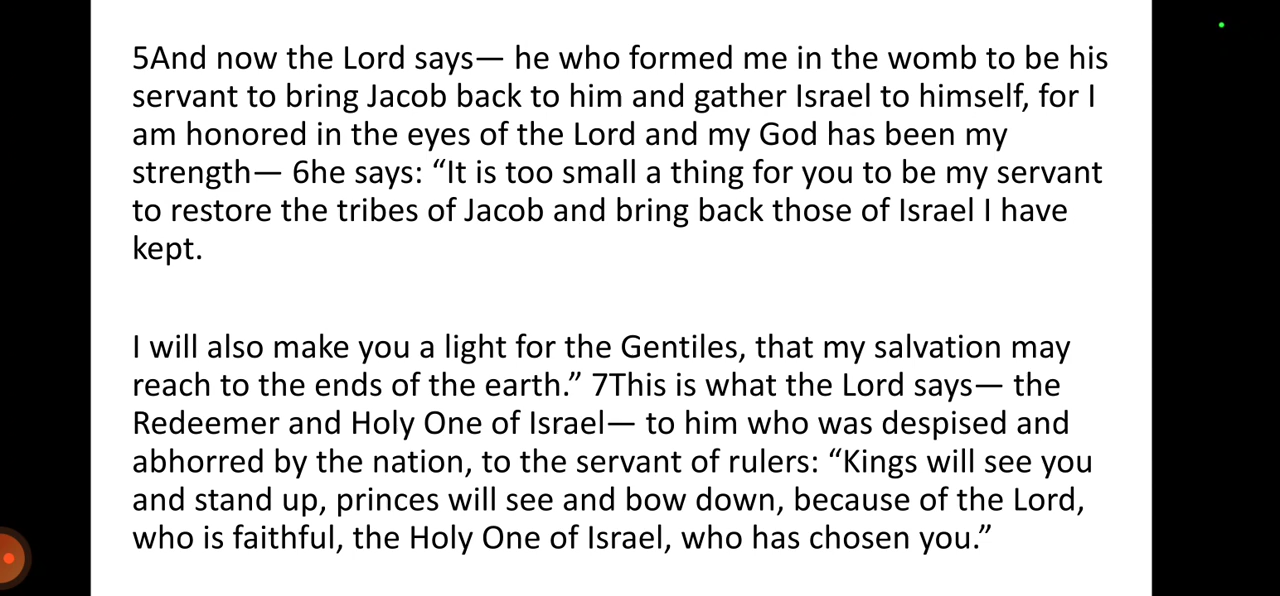 5And now the Lord says— he who formed me in the womb to be his
servant to bring Jacob back to him and gather Israel to himself, for I
am honored in the eyes of the Lord and my God has been my
strength— 6he says: “It is too small a thing for you to be my servant
to restore the tribes of Jacob and bring back those of Israel I have
kept.
I will also make you a light for the Gentiles, that my salvation may
reach to the ends of the earth.” 7This is what the Lord says— the
Redeemer and Holy One of Israel— to him who was despised and
abhorred by the nation, to the servant of rulers: “Kings will see you
and stand up, princes will see and bow down, because of the Lord,
who is faithful, the Holy One of Israel, who has chosen you.”